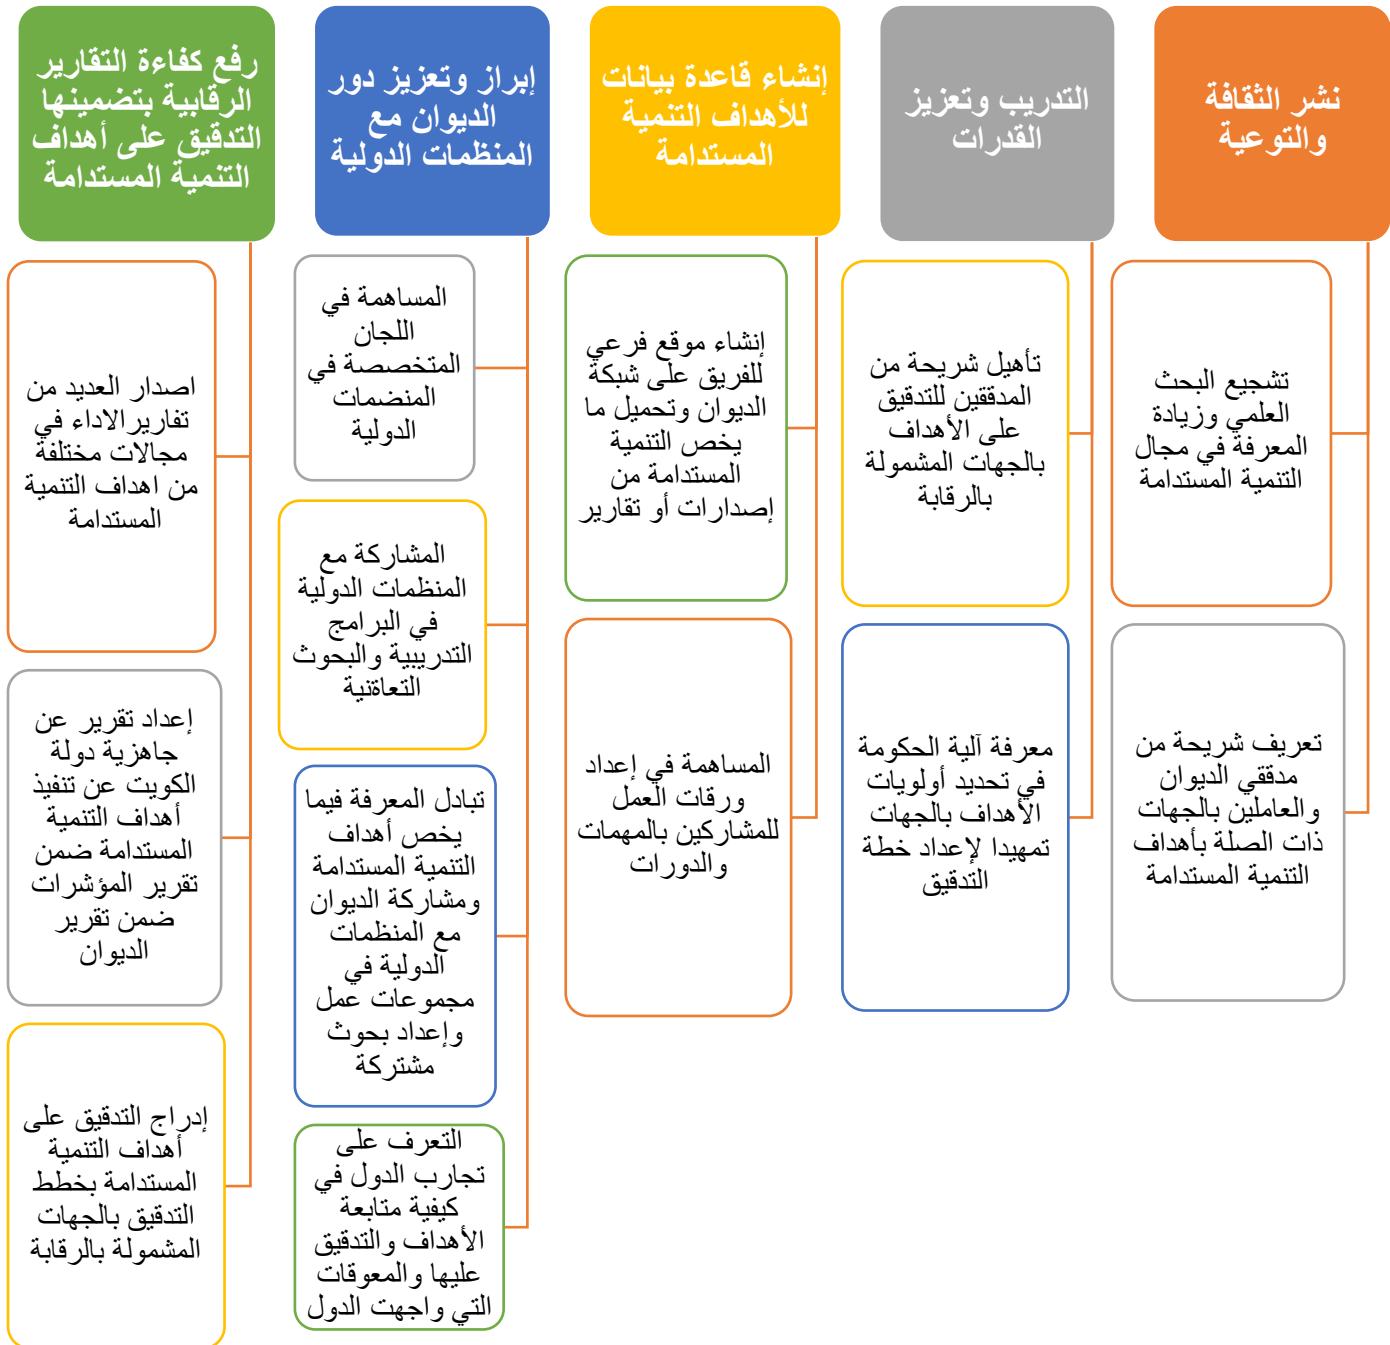 نشر الثقافة
والتوعية
تشجيع البحث
العلمي وزيادة
المعرفة في مجال
التنمية المستدامة
تعريف شريحة من
مدققي الديوان
والعاملين بالجهات
ذات الصلة بأهداف
التنمية المستدامة
التدريب وتعزيز
القدرات
تأهيل شريحة من
المدققين للتدقيق
على الأهداف
بالجهات المشمولة
بالرقابة
معرفة آلية الحكومة
في تحديد أولويات
الأهداف بالجهات
تمهيدا لإعداد خطة
التدقيق
إنشاء قاعدة بيانات
للأهداف التنمية
المستدامة
إنشاء موقع فرعي
للفريق على شبكة
الديوان وتحميل ما
يخص التنمية
المستدامة من
إصدارات أو تقارير
المساهمة في إعداد
ورقات العمل
للمشاركين بالمهمات
والدورات
إبراز وتعزيز دور
الديوان مع
المنظمات الدولية
المساهمة في
اللجان
المتخصصة في
المنضمات
الدولية
المشاركة مع
المنظمات الدولية
في البرامج
التدريبية والبحوث
التعاةنية
تبادل المعرفة فيما
يخص أهداف
التنمية المستدامة
ومشاركة الديوان
مع المنظمات
الدولية في
مجموعات عمل
وإعداد بحوث
مشتركة
التعرف على
تجارب الدول في
كيفية متابعة
الأهداف والتدقيق
عليها والمعوقات
التي واجهت الدول
رفع كفاءة التقارير
الرقابية بتضمينها
التدقيق على أهداف
التنمية المستدامة
اصدار العديد من
تفاريرالاداء في
مجالات مختلفة
من اهداف التنمية
المستدامة
إعداد تقرير عن
جاهزية دولة
الكويت عن تنفيذ
أهداف التنمية
المستدامة ضمن
تقرير المؤشرات
ضمن تقرير
الديوان
إدراج التدقيق على
أهداف التنمية
المستدامة بخطط
التدقيق بالجهات
المشمولة بالرقابة